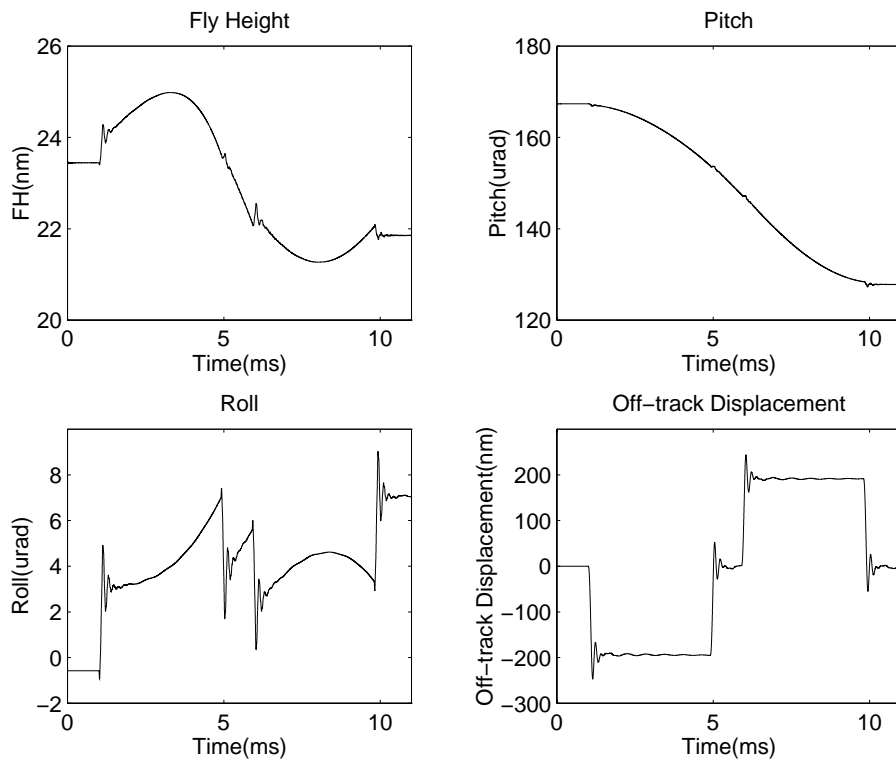 Fly Height
26
24
22
20
FH(nm)
0
5
10
Time(ms)
Pitch
180
160
140
120
Pitch(urad)
0
5
10
Time(ms)
Roll
8
6
4
2
0
−2
Roll(urad)
0
5
10
Time(ms)
Off−track Displacement
200
100
0
−100
−200
−300
Off−track Displacement(nm)
0
5
10
Time(ms)